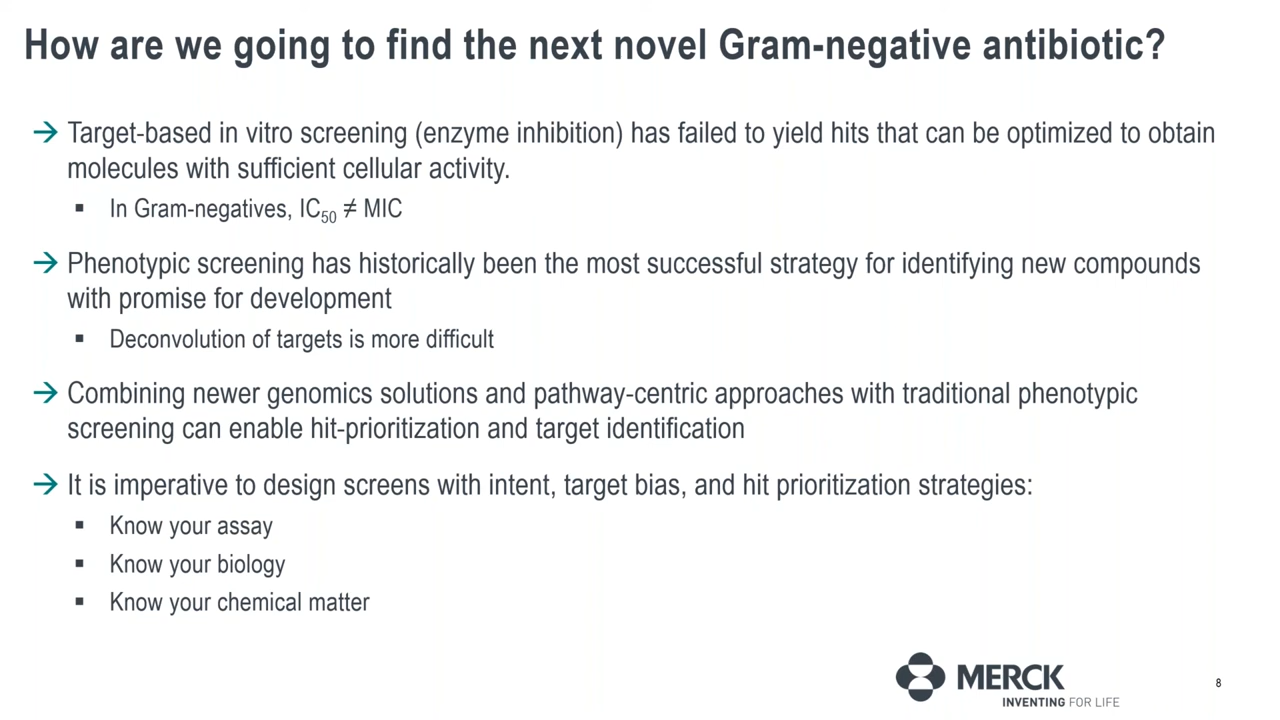 How are we going to find the next novel Gram-negative antibiotic?
→ Target-based in vitro screening (enzyme inhibition) has failed to yield hits that can be optimized to obtain
molecules with sufficient cellular activity.
▪ In Gram-negatives, IC50 ≠ MIC
→ Phenotypic screening has historically been the most successful strategy for identifying new compounds
with promise for development
▪ Deconvolution of targets is more difficult
→ Combining newer genomics solutions and pathway-centric approaches with traditional phenotypic
screening can enable hit-prioritization and target identification
→ It is imperative to design screens with intent, target bias, and hit prioritization strategies:
▪ Know your assay
▪ Know your biology
▪ Know your chemical matter
MERCK
INVENTING FOR LIFE
8